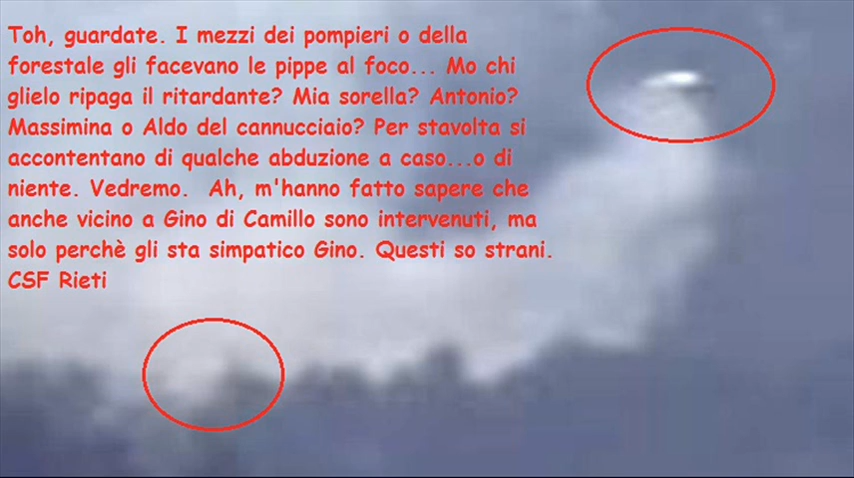 Toh, guardate. I mezzi dei pompieri o della
forestale gli facevano le pippe al foco... Mo chi
glielo ripaga il ritardante? Mia sorella? Antonio?
Massimina o Aldo del cannucciaio? Per stavolta si
accontentano di qualche abduzione a caso...o di
niente. Vedremo.  Ah, m'hanno fatto sapere che
anche vicino a Gino di Camillo sono intervenuti, ma
solo perchè gli sta simpatico Gino. Questi so strani.
CSF Rieti